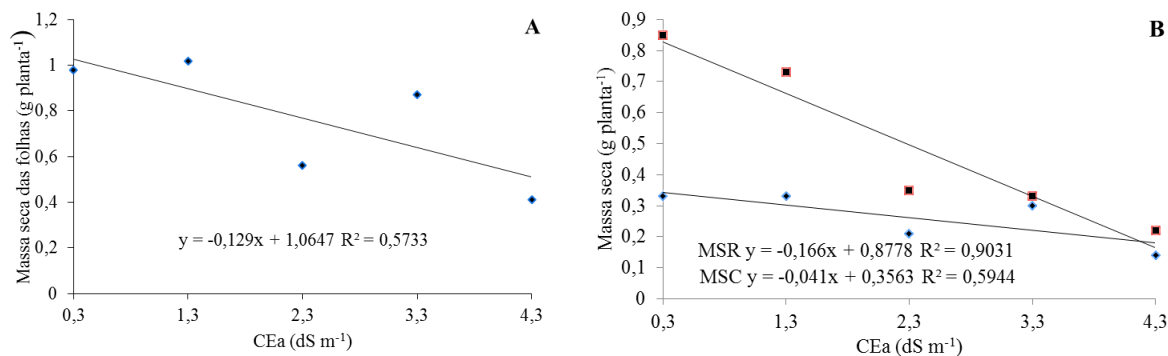 A
Massa seca das folhas (g planta⁻¹)
1,2
1
0,8
0,6
0,4
0,2
0
y = -0,129x + 1,0647 R² = 0,5733
0,3 1,3 2,3 3,3 4,3
CEa (dS m⁻¹)
B
Massa seca (g planta⁻¹)
0,9
0,8
0,7
0,6
0,5
0,4
0,3
0,2
0,1
0
MSR y = -0,166x + 0,8778 R² = 0,9031
MSC y = -0,041x + 0,3563 R² = 0,5944
0,3 1,3 2,3 3,3 4,3
CEa (dS m⁻¹)